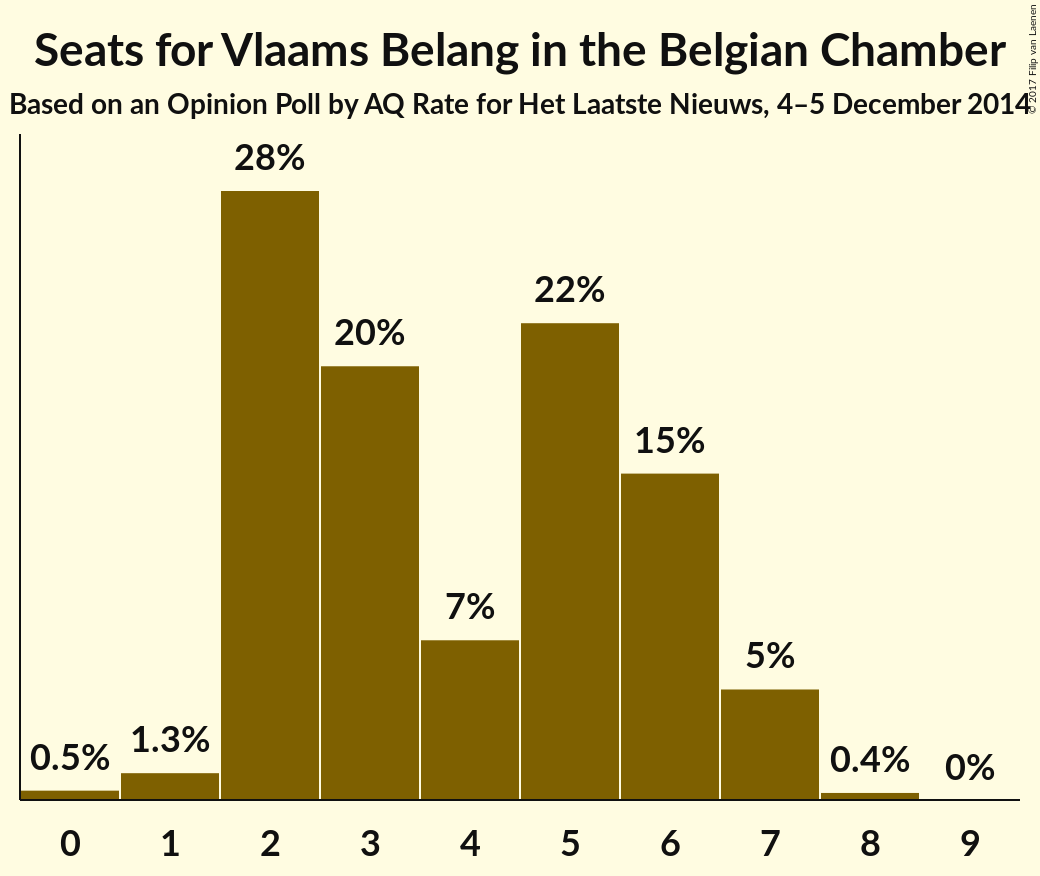 Seats for Vlaams Belang in the Belgian Chamber
Based on an Opinion Poll by AQ Rate for Het Laatste Nieuws, 4–5 December 2014
© 2017 Filip van Laenen
28%
22%
20%
15%
7%
5%
1.3%
0.5%
0.4%
0%
0 1 2 3 4 5 6 7 8 9